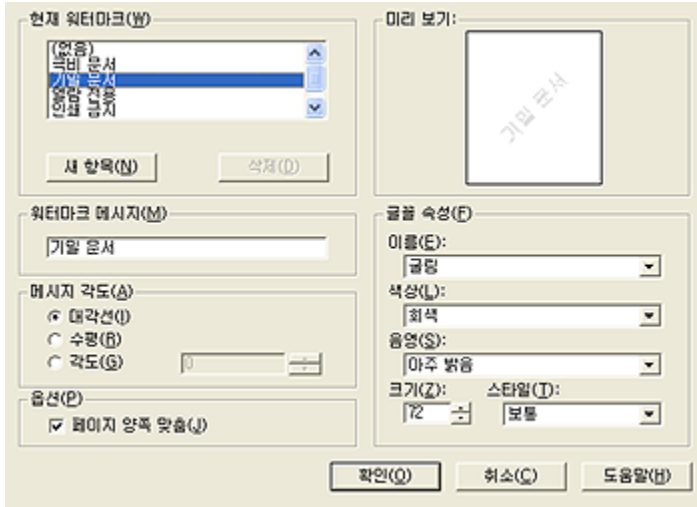 현재 워터마크(W)
(없음)
극비 문서
기밀 문서
열람 전용
인쇄 금지
새 항목(N)
삭제(D)
워터마크 메시지(M)
기밀 문서
메시지 각도(A)
대각선(I)
수평(R)
각도(G)
0
옵션(P)
페이지 양쪽 맞춤(J)
미리 보기:
기밀 문서
글꼴 속성(F)
이름(E):
굴림
색상(L):
회색
음영(S):
아주 밝음
크기(Z): 스타일(T):
72 보통
확인(O) 취소(C) 도움말(H)